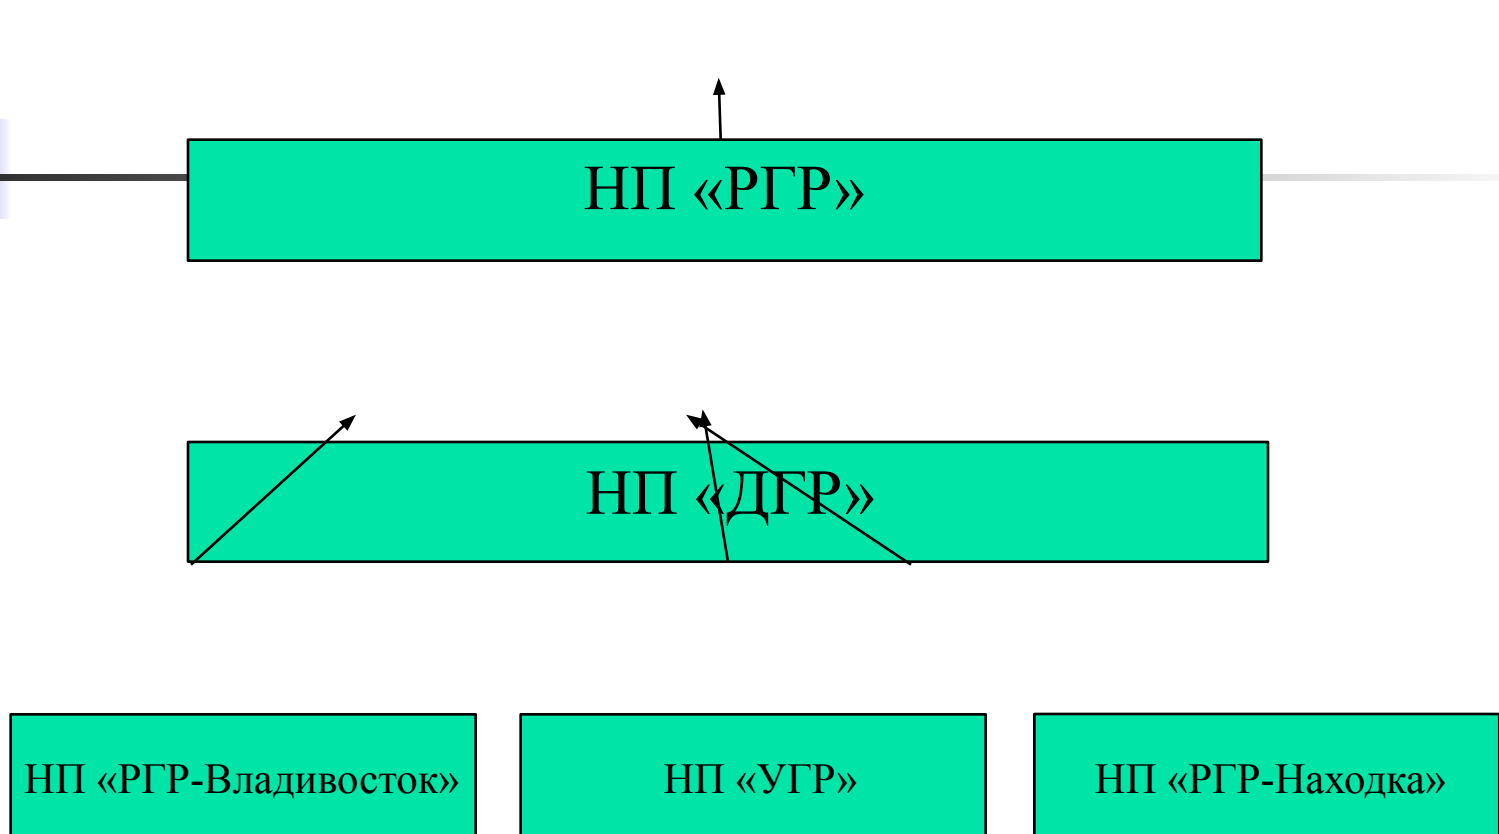 НП «РГР»
НП «ДГР»
НП «РГР-Владивосток»
НП «УГР»
НП «РГР-Находка»